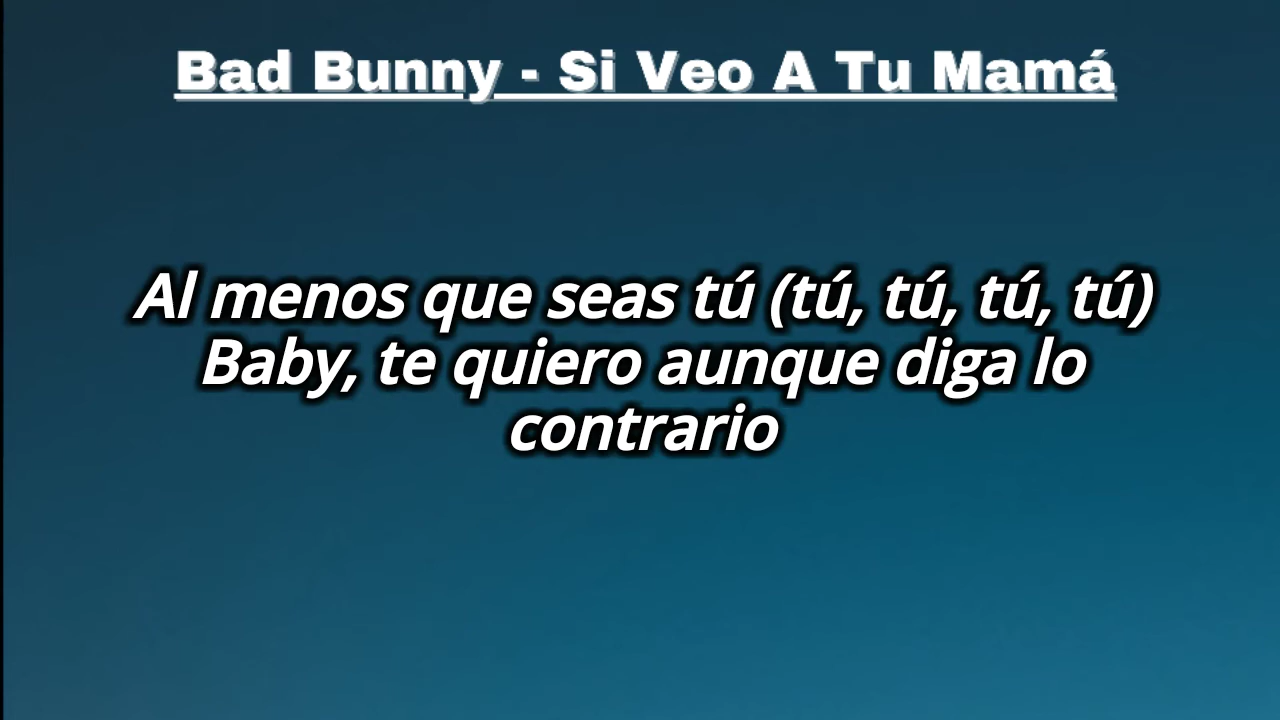 Bad Bunny - Si Veo A Tu Mamá
Al menos que seas tú (tú, tú, tú, tú)
Baby, te quiero aunque diga lo
contrario